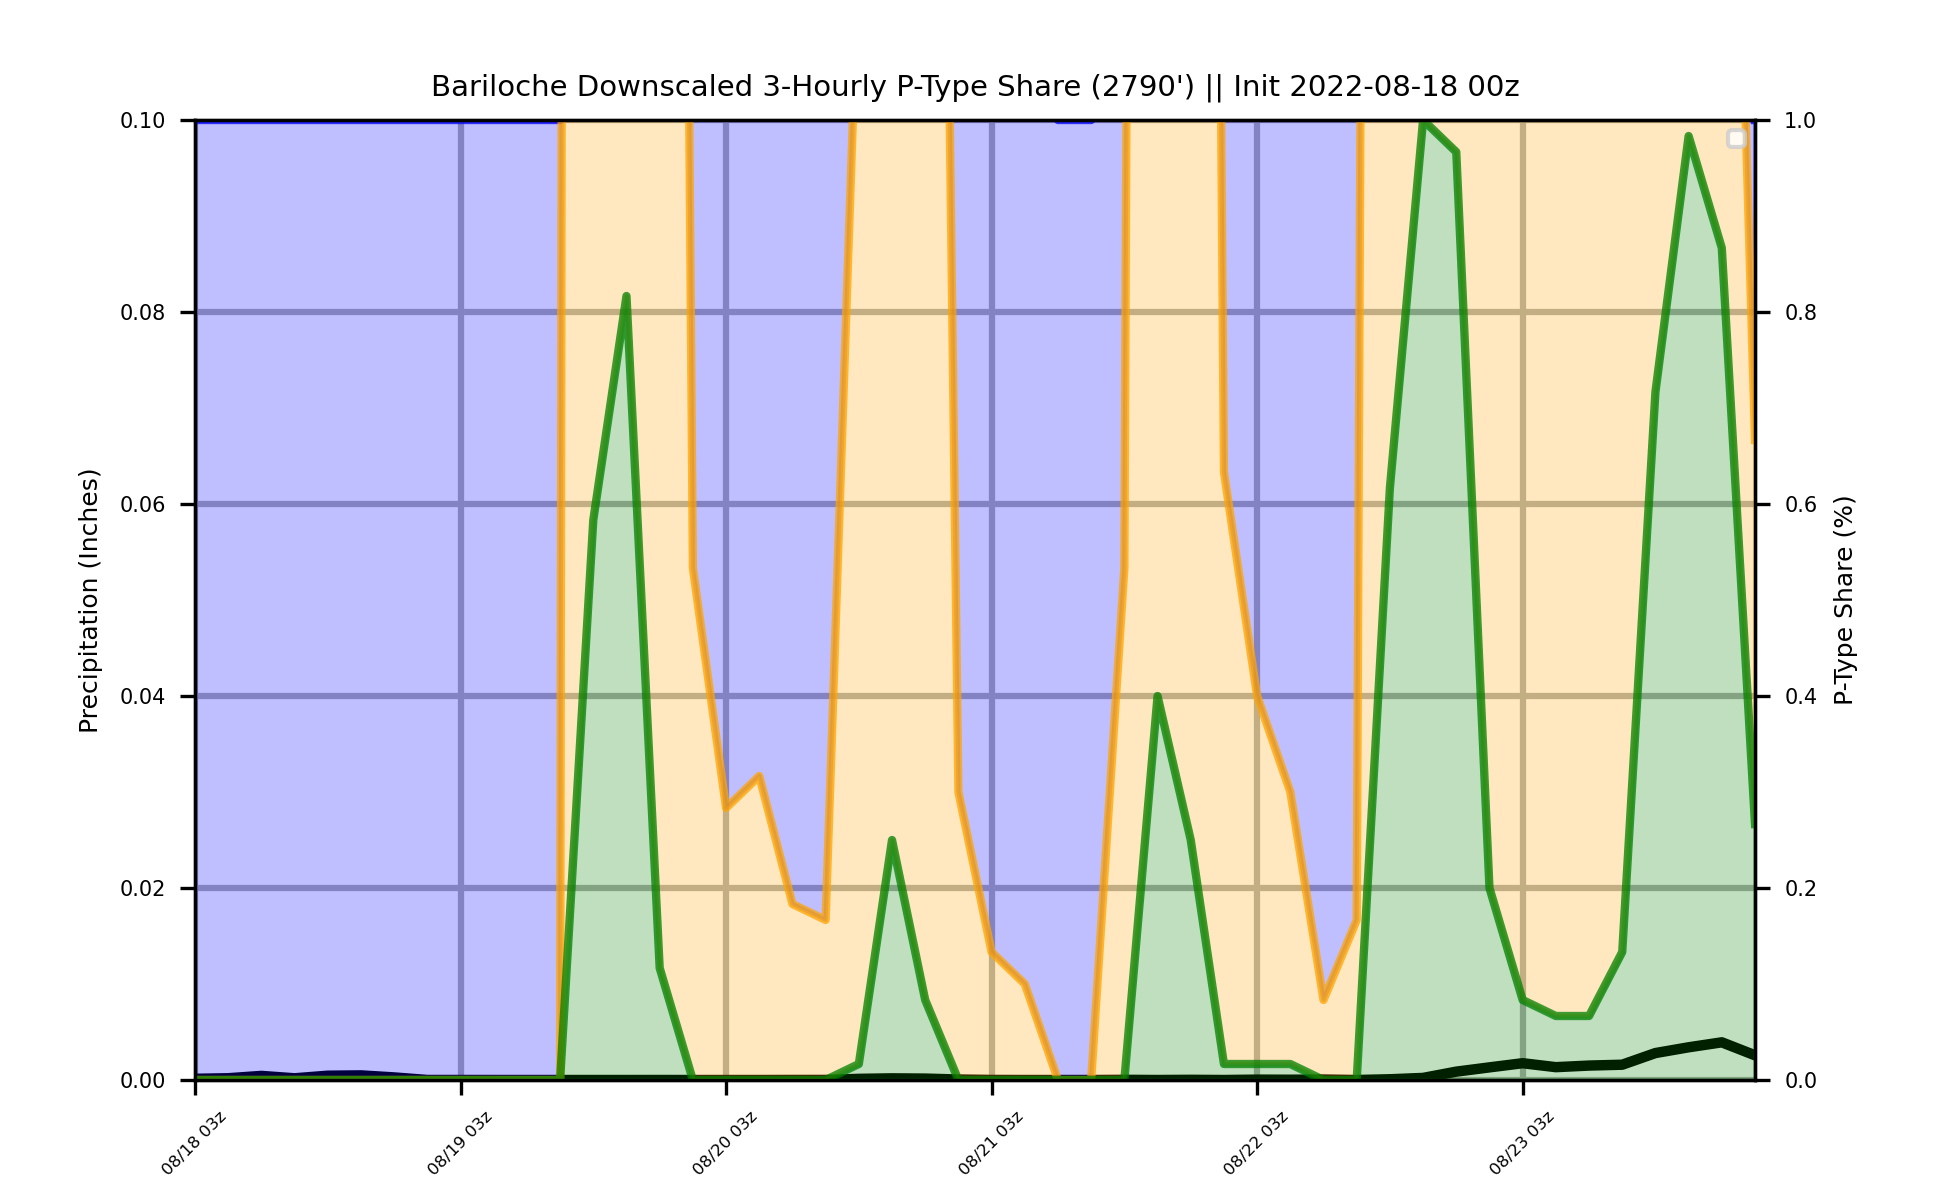 Bariloche Downscaled 3-Hourly P-Type Share (2790') || Init 2022-08-18 00z
0.10
0.08
0.06
0.04
0.02
0.00
Precipitation (Inches)
1.0
0.8
0.6
0.4
0.2
0.0
P-Type Share (%)
08/18 03z
08/19 03z
08/20 03z
08/21 03z
08/22 03z
08/23 03z